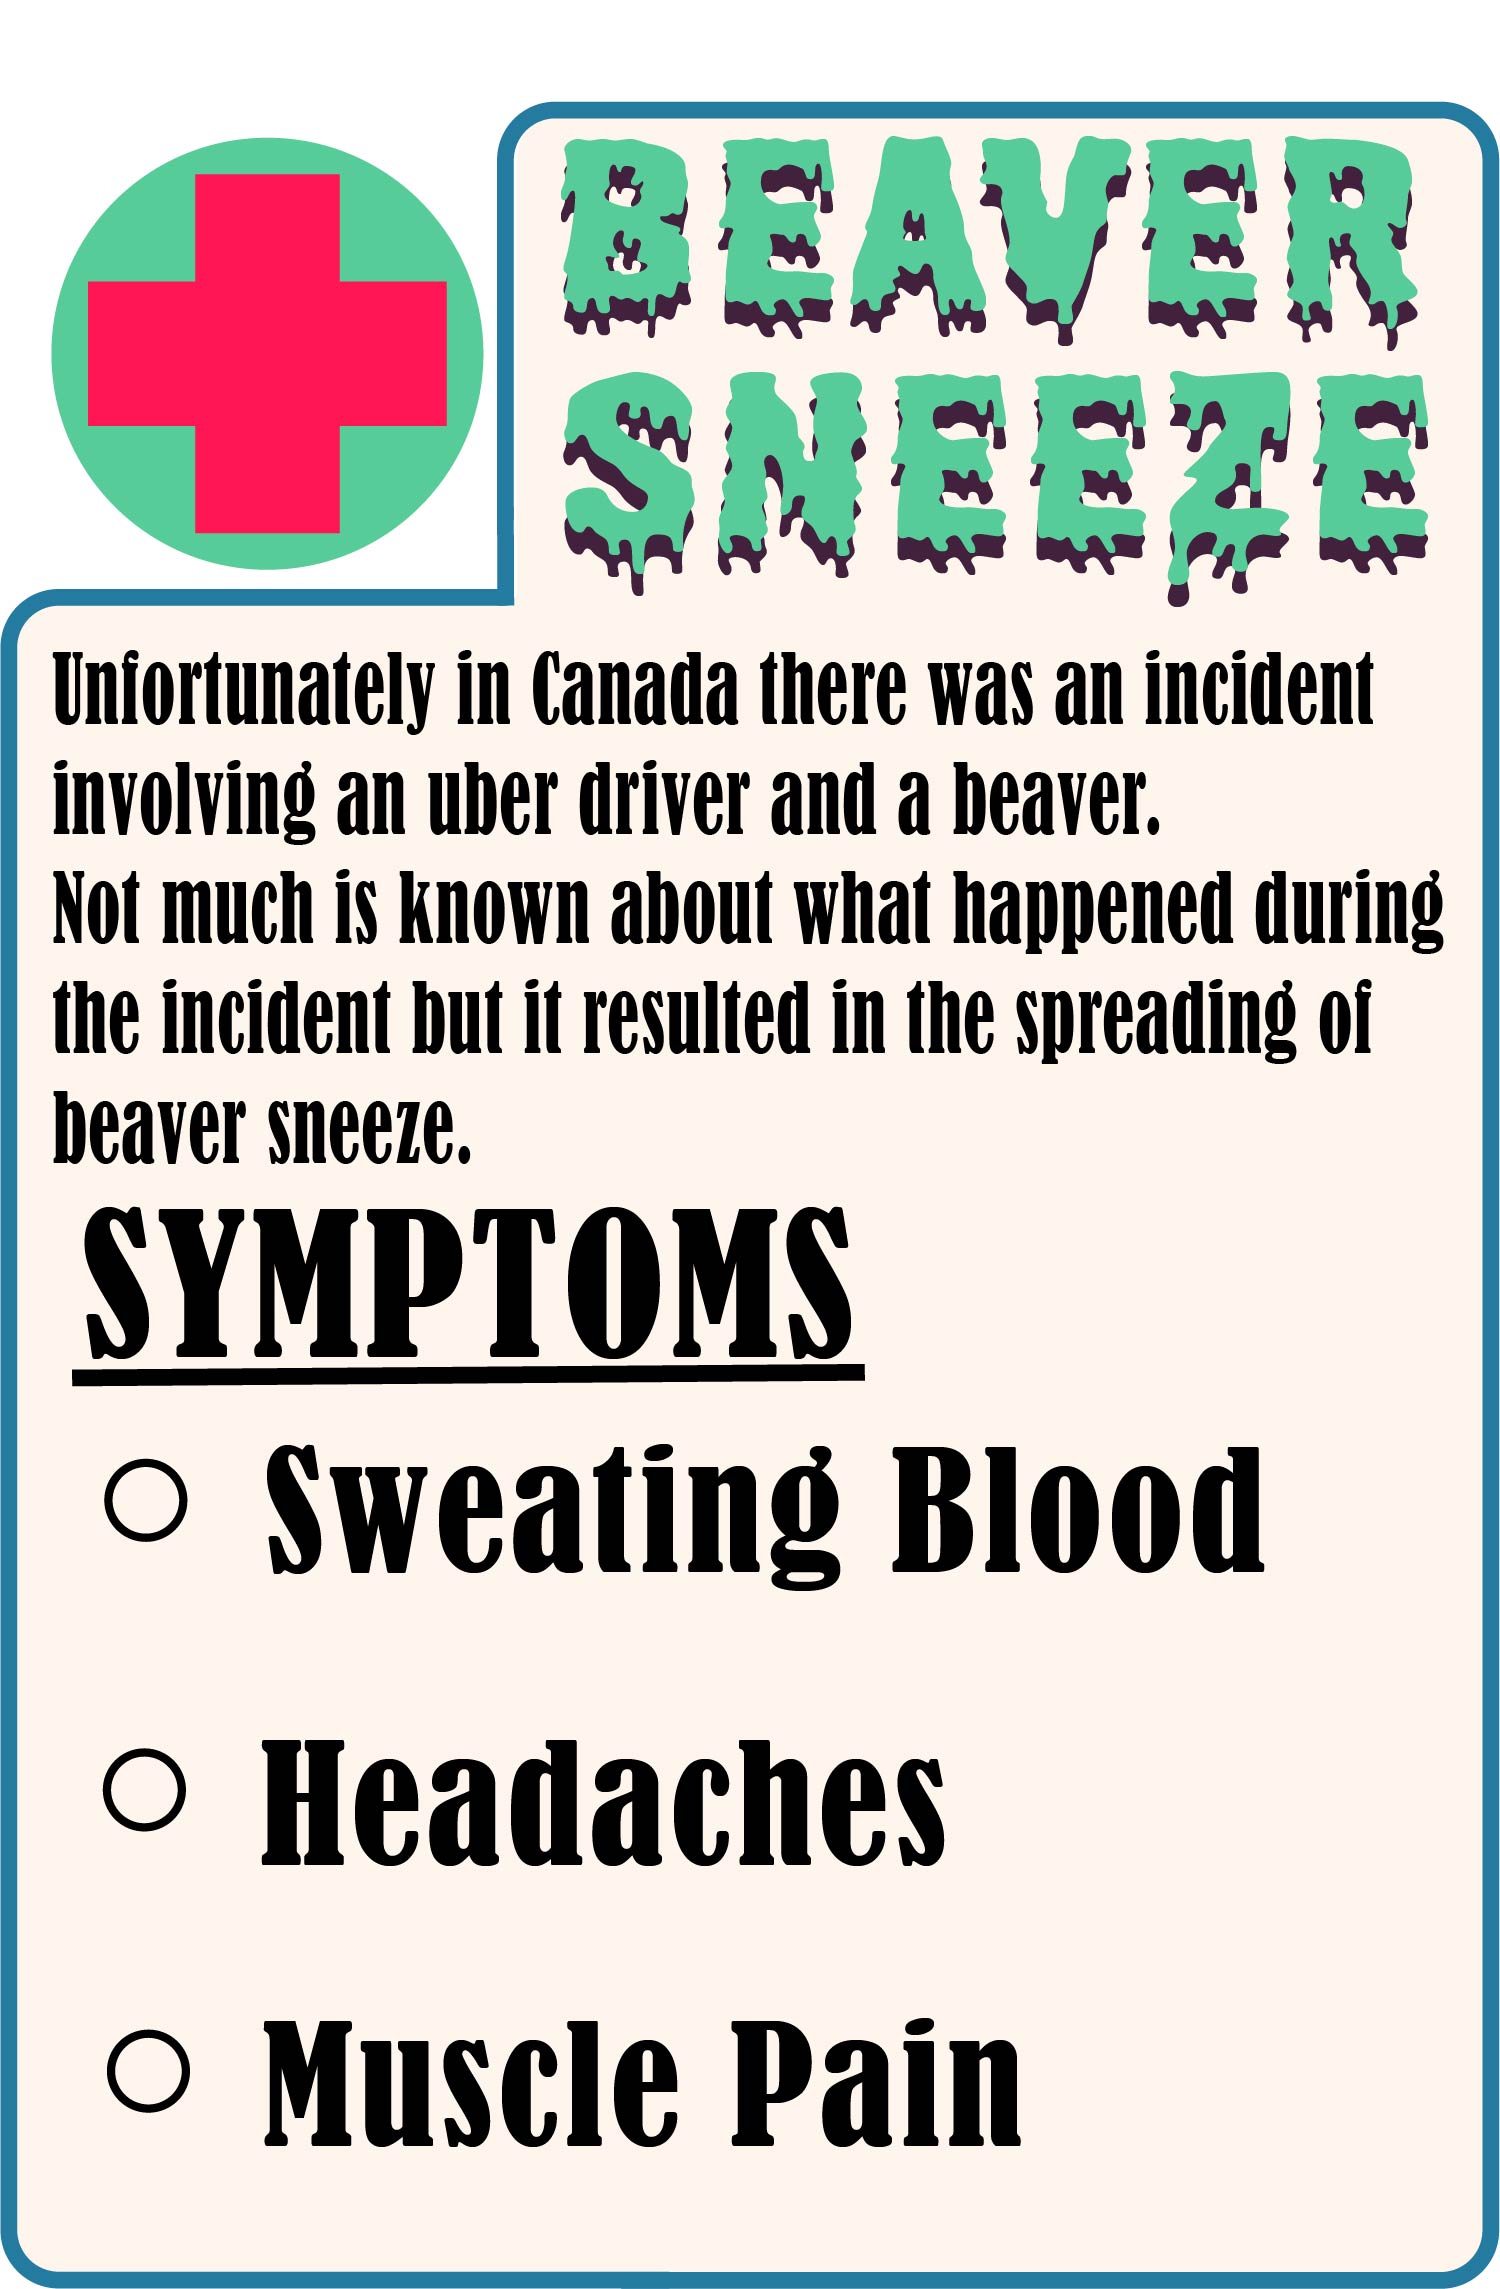 BEAVER
SNEEZE
Unfortunately in Canada there was an incident
involving an uber driver and a beaver.
Not much is known about what happened during
the incident but it resulted in the spreading of
beaver sneeze.
SYMPTOMS
Sweating Blood
Headaches
Muscle Pain